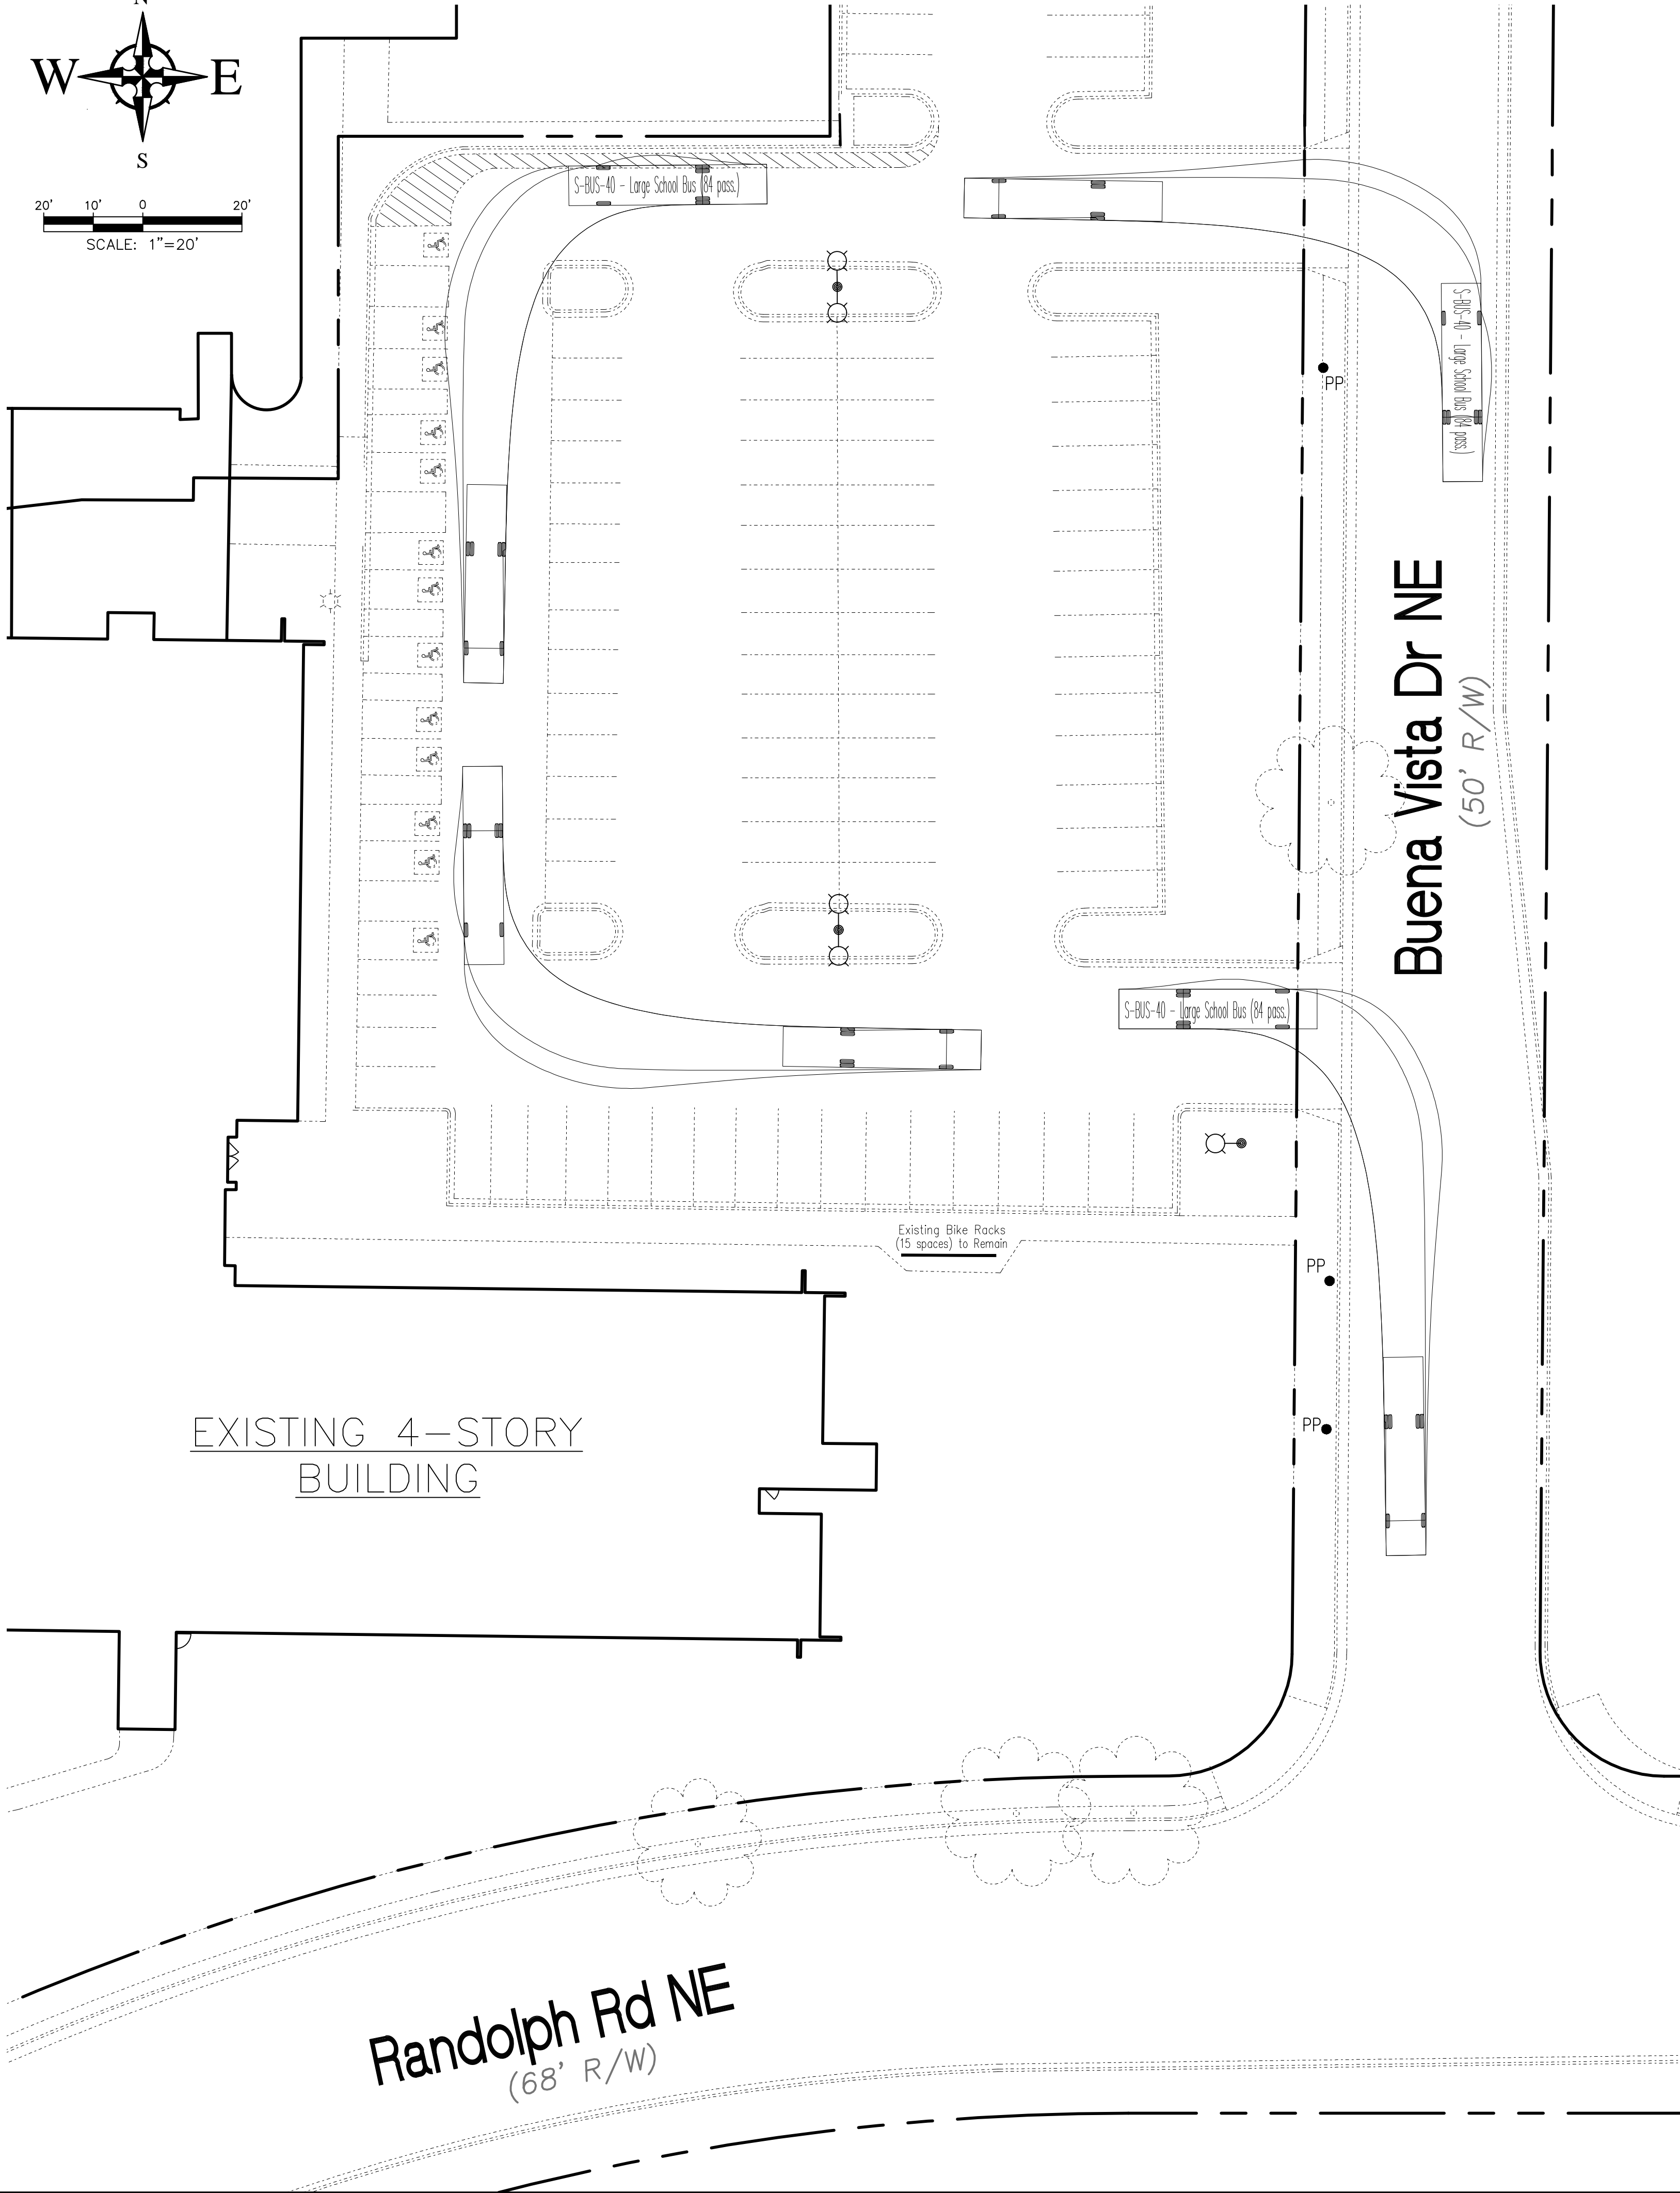 N
W E
S
20' 10' 0 20'
SCALE: 1"=20'
S-BUS-40 - Large School Bus (84 pass.)
S-BUS-40 - Large School Bus (84 pass.)
PP
Buena Vista Dr NE
(50' R/W)
S-BUS-40 - Large School Bus (84 pass.)
Existing Bike Racks
(15 spaces) to Remain
PP
PP
EXISTING 4-STORY
BUILDING
Randolph Rd NE
(68' R/W)